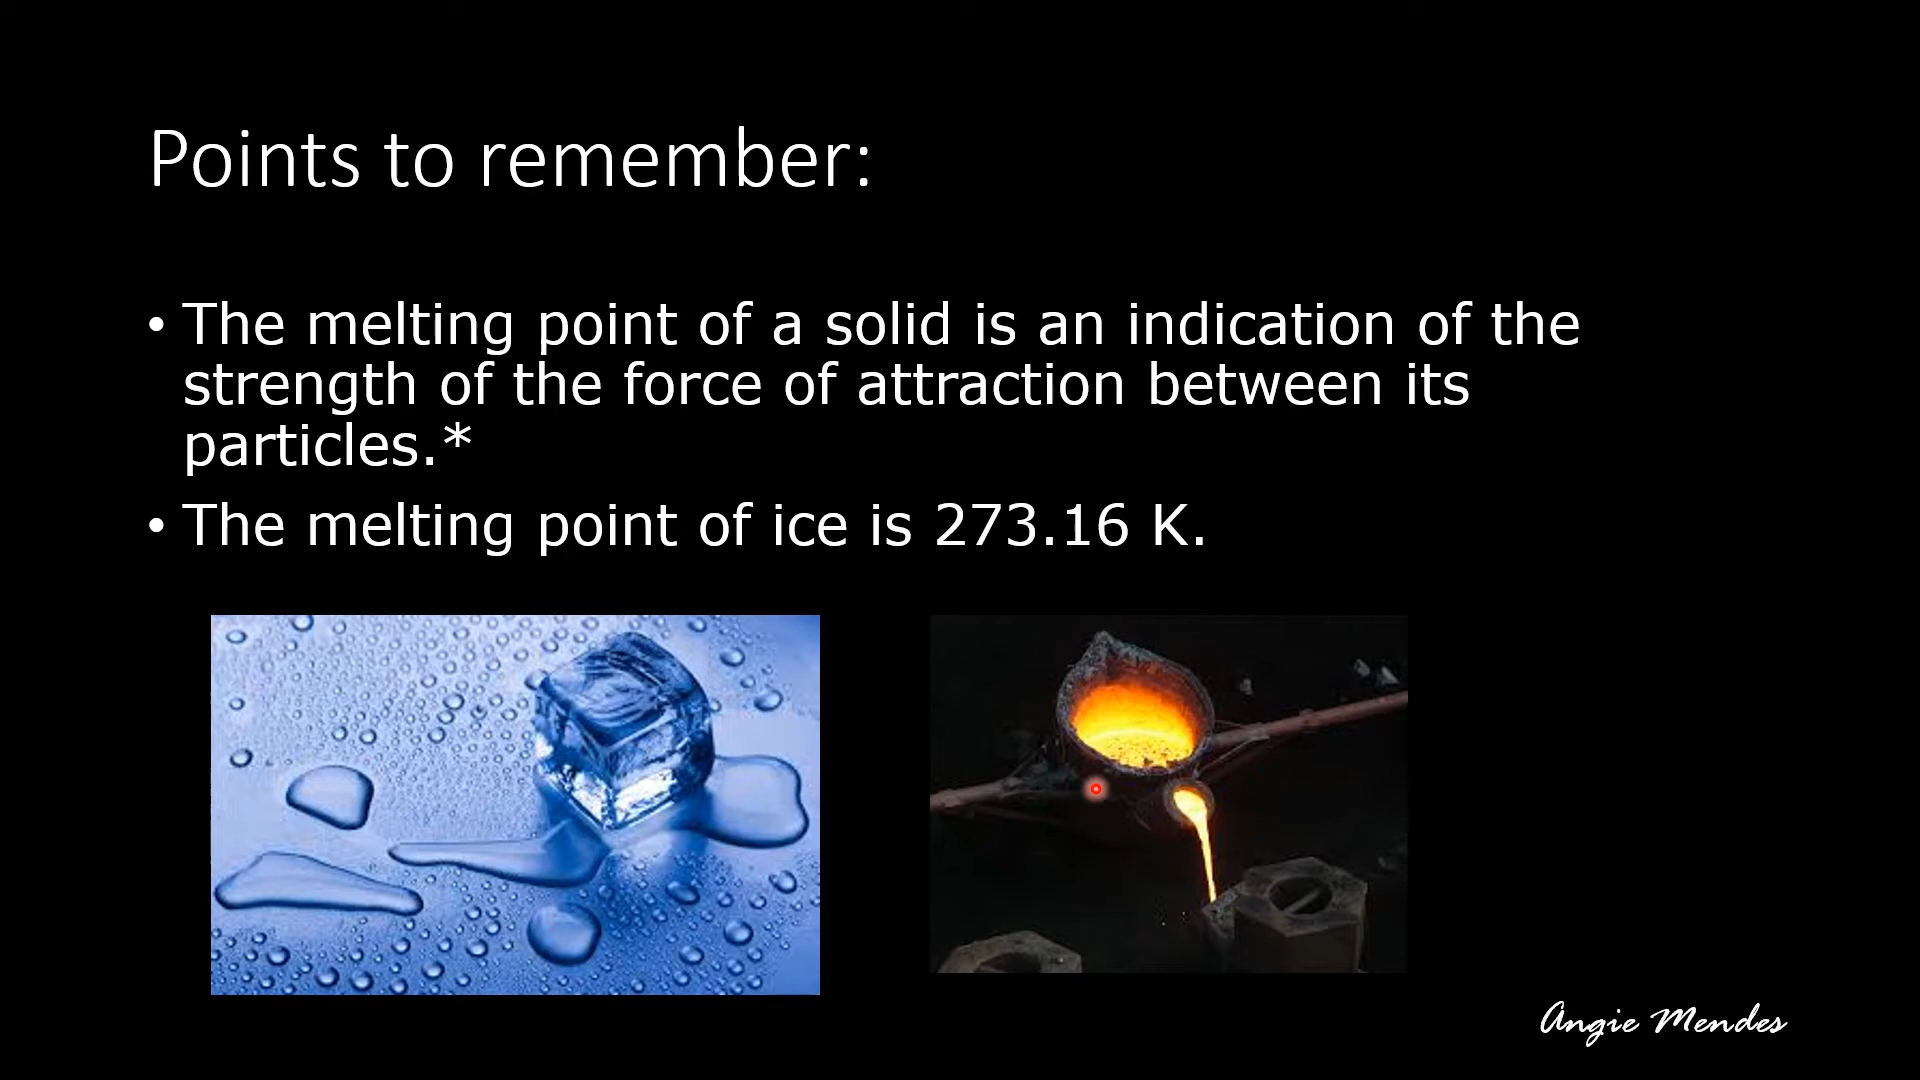 Points to remember:
• The melting point of a solid is an indication of the
strength of the force of attraction between its
particles.*
• The melting point of ice is 273.16 K.
Angie Mendes